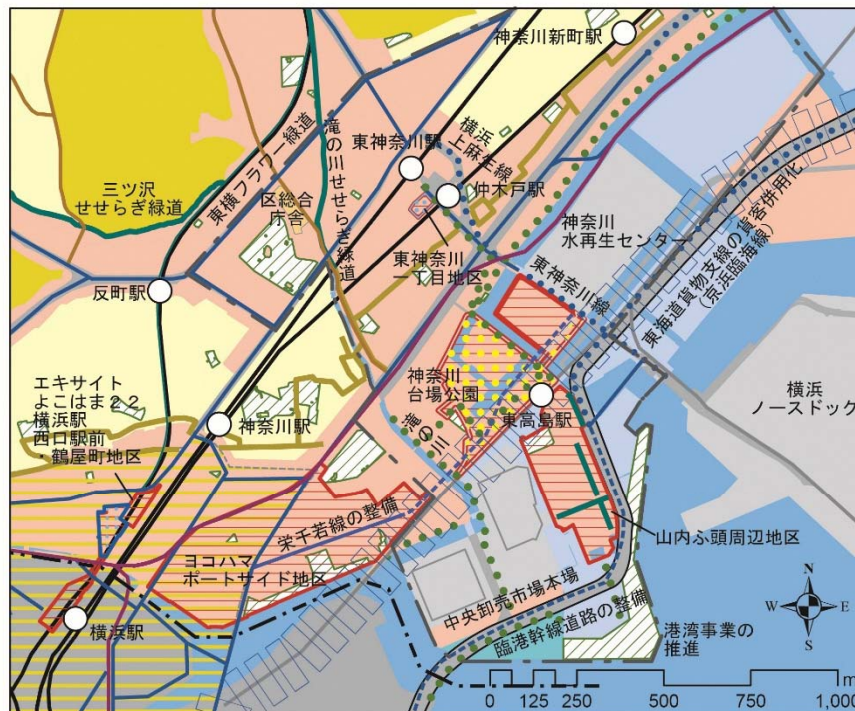 神奈川新町駅
東神奈川駅
横浜
上麻生線
仲木戸駅
滝の川せせらぎ緑道
東横フラワー緑道
三ツ沢
せせらぎ緑道
区総合
庁舎
東神奈川
一丁目地区
神奈川
水再生センター
東海道貨物支線の貨客併用化
(京浜臨海線)
東神奈川線
反町駅
エキサイト
よこはま22
横浜駅
西口駅前
・鶴屋町地区
神奈川駅
神奈川
台場公園
東高島駅
横浜
ノースドック
滝の川
栄千若線の整備
ヨコハマ
ポートサイド地区
山内ふ頭周辺地区
中央卸売市場本場
臨港幹線道路の整備
港湾事業の
推進
横浜駅
N
W E
S
0 125 250 500 750 1,000 m